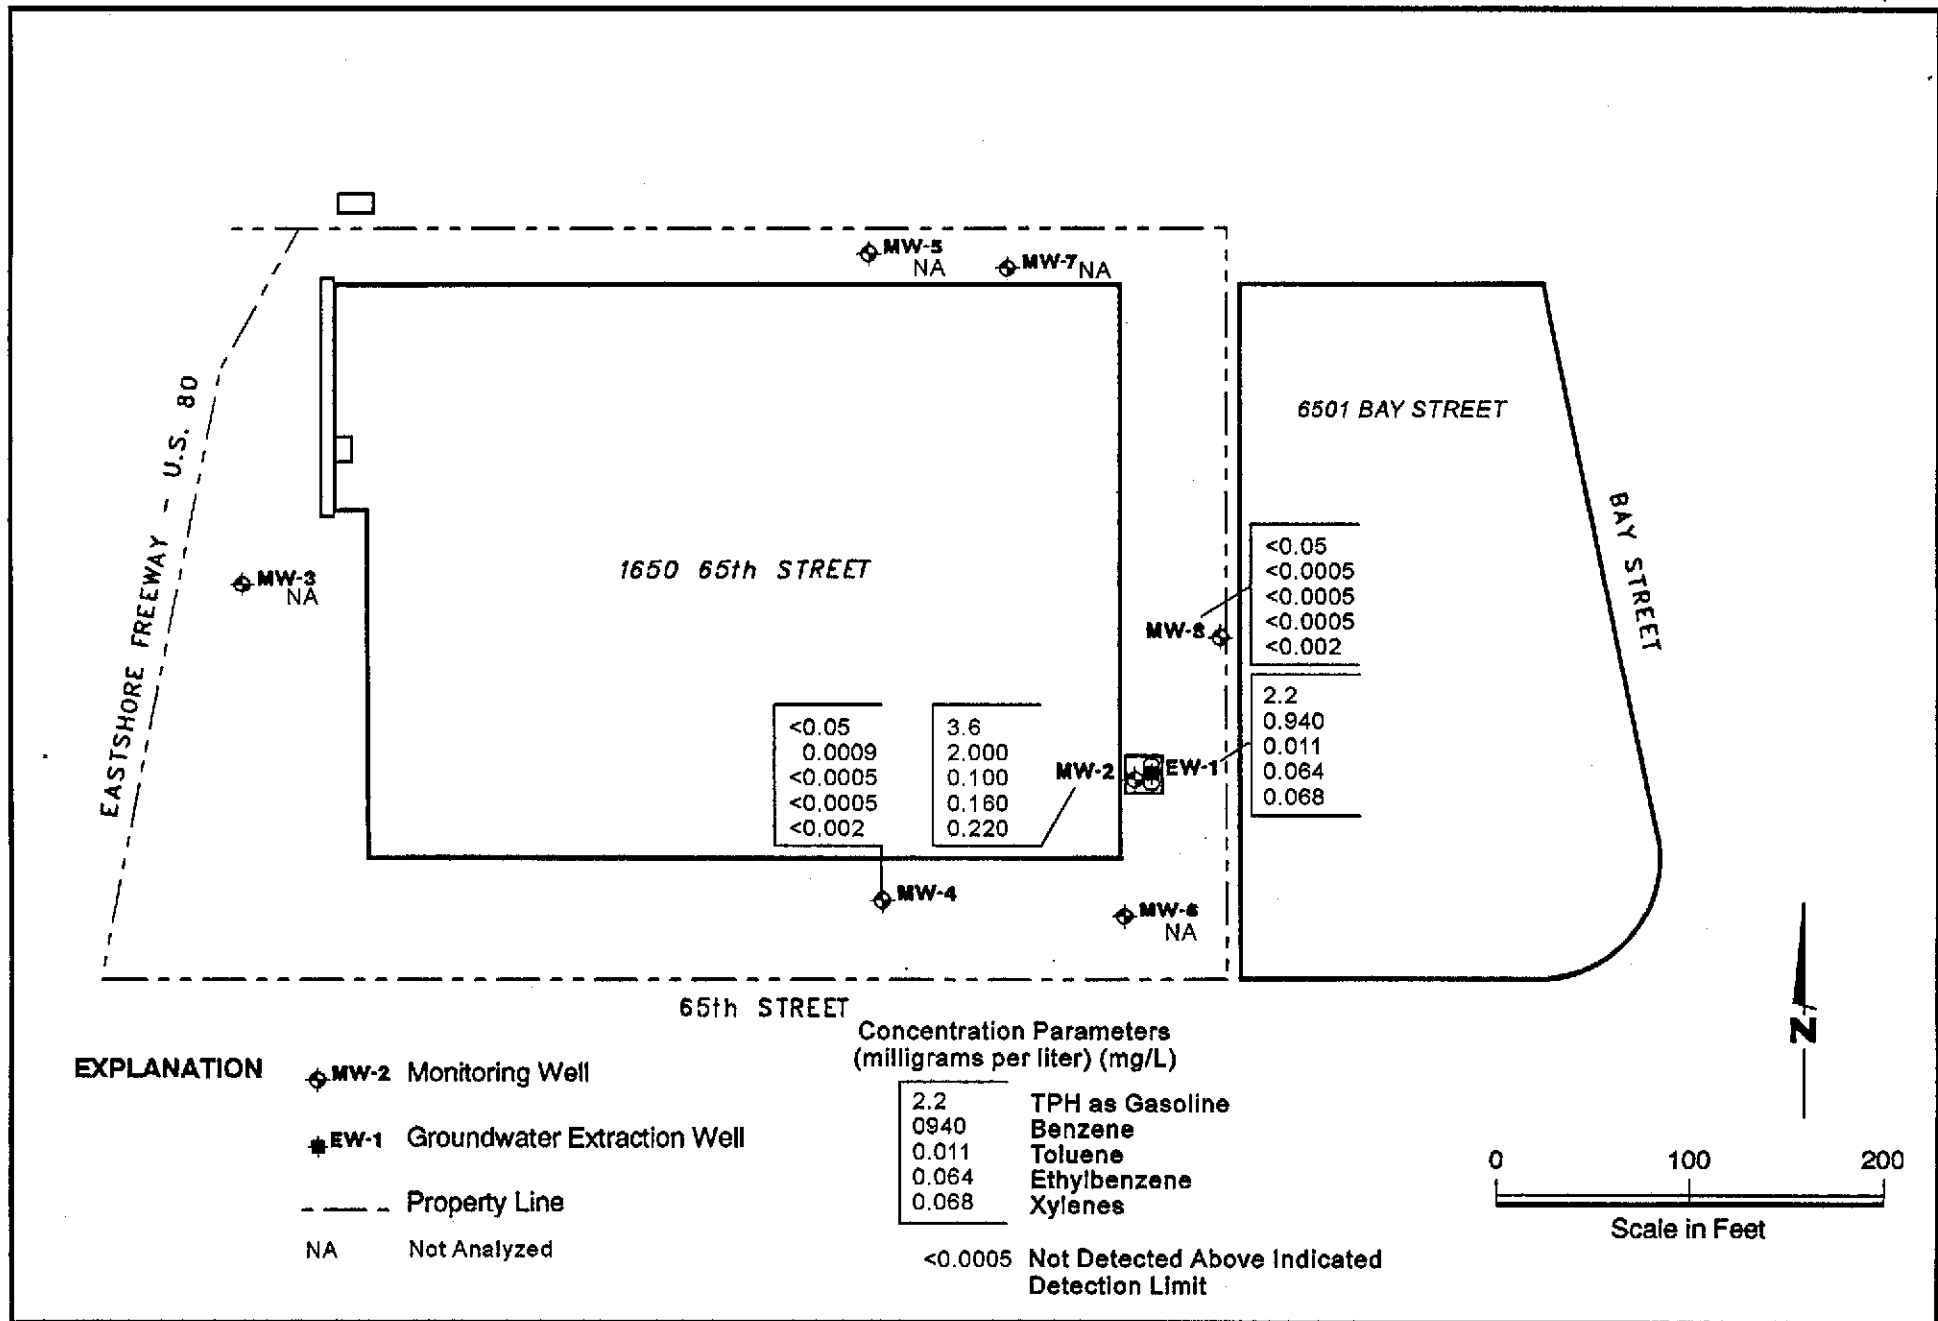 MW-5
NA
MW-7 NA
EASTSHORE FREEWAY - U.S. 80
6501 BAY STREET
BAY STREET
1650 65th STREET
MW-3
NA
<0.05
<0.0005
<0.0005
<0.0005
<0.002
MW-8
2.2
0.940
0.011
0.064
0.068
<0.05
0.0009
<0.0005
<0.0005
<0.002
3.6
2.000
0.100
0.160
0.220
MW-2
EW-1
MW-4
MW-6
NA
65th STREET
Concentration Parameters
(milligrams per liter) (mg/L)
EXPLANATION
MW-2 Monitoring Well
EW-1 Groundwater Extraction Well
Property Line
NA Not Analyzed
2.2 TPH as Gasoline
0940 Benzene
0.011 Toluene
0.064 Ethylbenzene
0.068 Xylenes
<0.0005 Not Detected Above Indicated
Detection Limit
N
0 100 200
Scale in Feet